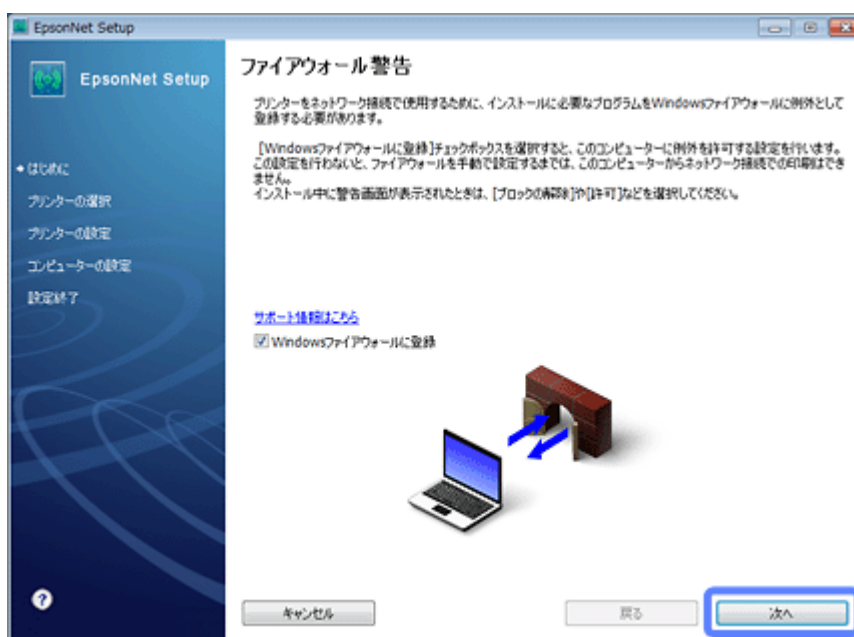 EpsonNet Setup
EpsonNet Setup
はじめに
プリンターの選択
プリンターの設定
コンピューターの設定
設定終了
ファイアウォール警告
プリンターをネットワーク接続で使用するために、インストールに必要なプログラムをWindowsファイアウォールに例外として
登録する必要があります。
[Windowsファイアウォールに登録]チェックボックスを選択すると、このコンピューターに例外を許可する設定を行います。
この設定を行わないと、ファイアウォールを手動で設定するまでは、このコンピューターからネットワーク接続での印刷はでき
ません。
インストール中に警告画面が表示されたときは、[ブロックの解除]や[許可]などを選択してください。
サポート情報はこちら
Windowsファイアウォールに登録
?
キャンセル
戻る
次へ